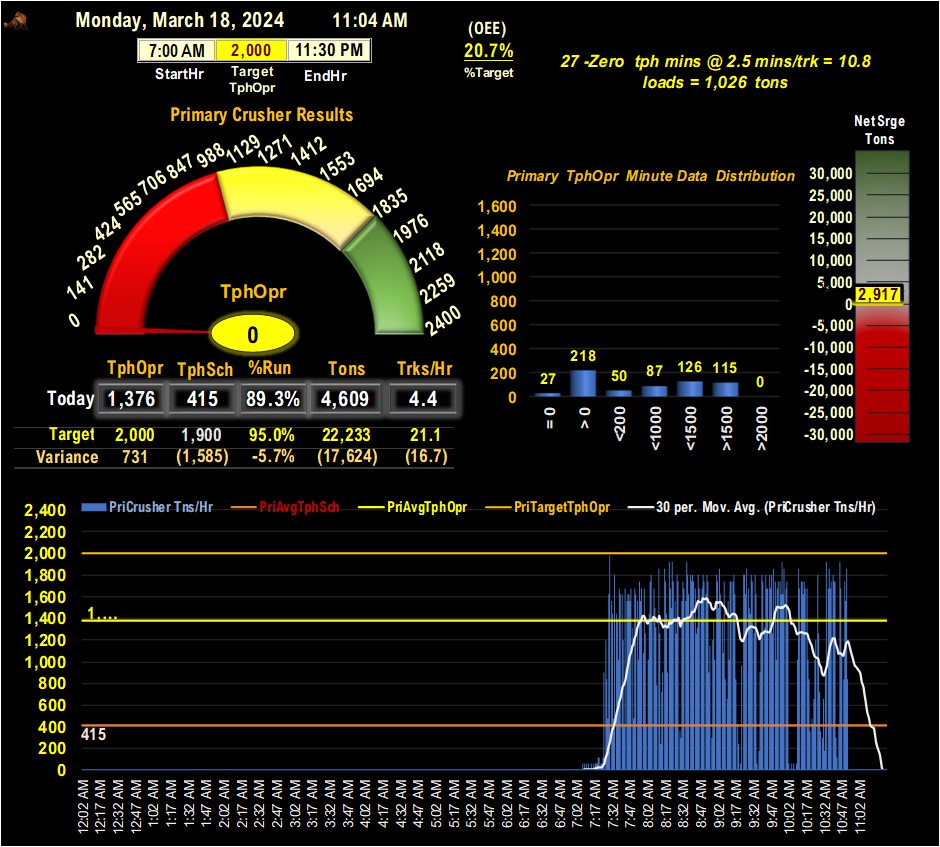 Monday, March 18, 2024 11:04 AM
7:00 AM 2,000 11:30 PM
StartHr Target TphOpr EndHr
(OEE)
20.7%
%Target
27 -Zero tph mins @ 2.5 mins/trk = 10.8
loads = 1,026 tons
Primary Crusher Results
0 141 282 424 565 706 847 988 1129 1271 1412 1553 1694 1835 1976 2118 2259 2400
TphOpr
0
TphOpr TphSch %Run Tons Trks/Hr
Today 1,376 415 89.3% 4,609 4.4
Target 2,000 1,900 95.0% 22,233 21.1
Variance 731 (1,585) -5.7% (17,624) (16.7)
Primary TphOpr Minute Data Distribution
1,600
1,400
1,200
1,000
800
600
400
200
0
27 218 50 87 126 115 0
= 0 > 0 <200 <1000 <1500 >1500 >2000
NetSrge
Tons
30,000
25,000
20,000
15,000
10,000
5,000
2,917
0
-5,000
-10,000
-15,000
-20,000
-25,000
-30,000
PriCrusher Tns/Hr PriAvgTphSch PriAvgTphOpr PriTargetTphOpr 30 per. Mov. Avg. (PriCrusher Tns/Hr)
2,400
2,200
2,000
1,800
1,600
1,400
1,200
1,000
800
600
400
200
0
1,...
415
12:02 AM 12:17 AM 12:32 AM 12:47 AM 1:02 AM 1:17 AM 1:32 AM 1:47 AM 2:02 AM 2:17 AM 2:32 AM 2:47 AM 3:02 AM 3:17 AM 3:32 AM 3:47 AM 4:02 AM 4:17 AM 4:32 AM 4:47 AM 5:02 AM 5:17 AM 5:32 AM 5:47 AM 6:02 AM 6:17 AM 6:32 AM 6:47 AM 7:02 AM 7:17 AM 7:32 AM 7:47 AM 8:02 AM 8:17 AM 8:32 AM 8:47 AM 9:02 AM 9:17 AM 9:32 AM 9:47 AM 10:02 AM 10:17 AM 10:32 AM 10:47 AM 11:02 AM